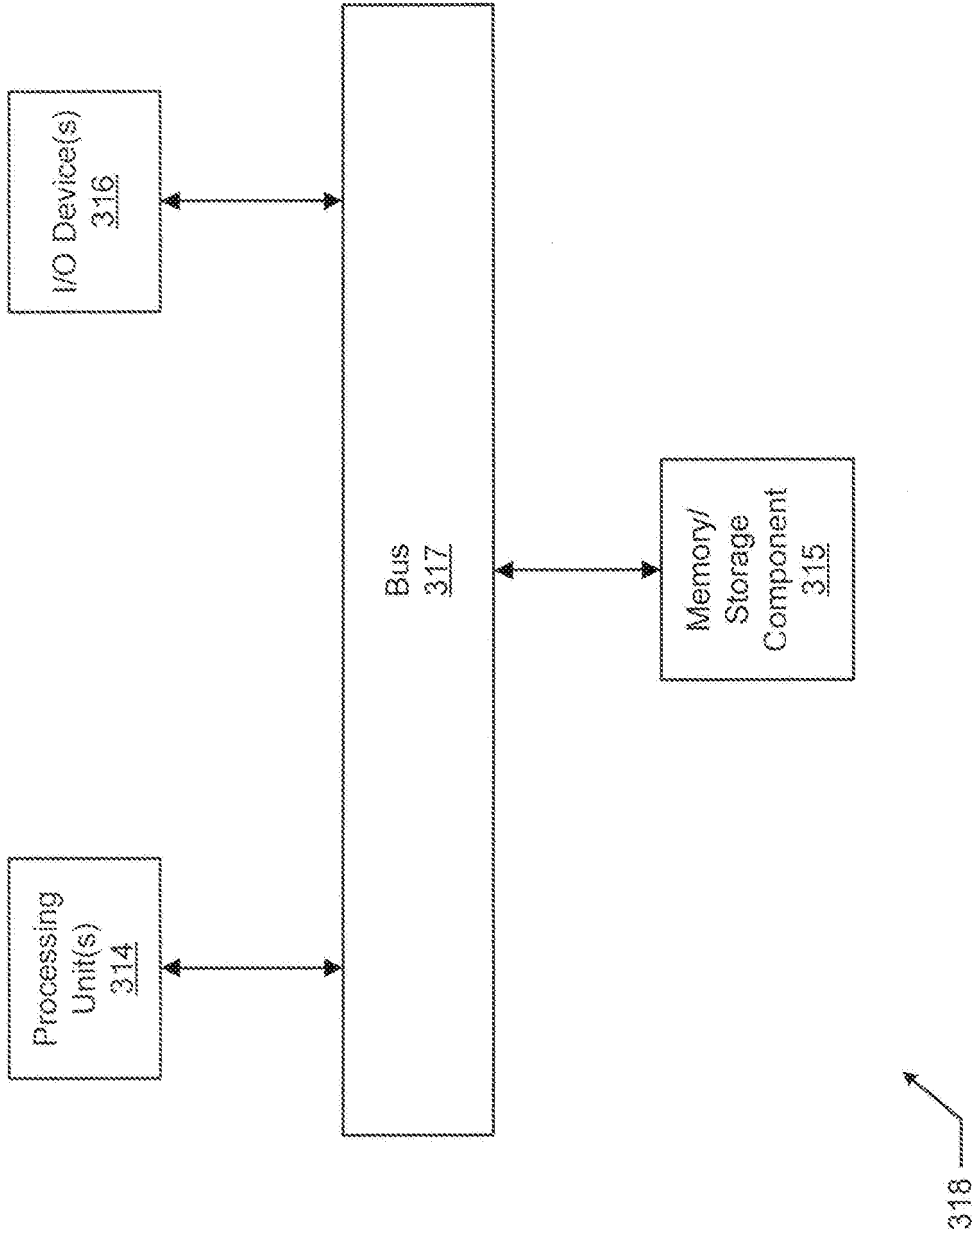 Processing
Unit(s)
314
I/O Device(s)
316
Bus
317
Memory/
Storage
Component
315
318